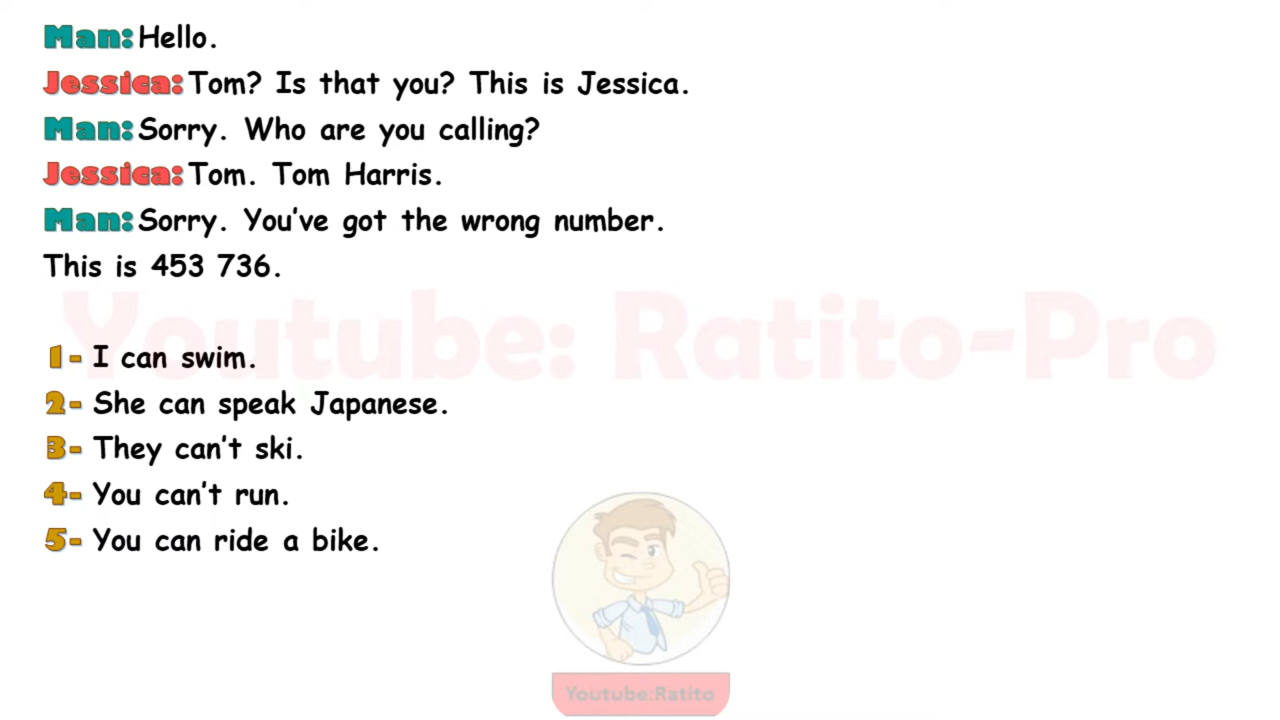 Man: Hello.
Jessica: Tom? Is that you? This is Jessica.
Man: Sorry. Who are you calling?
Jessica: Tom. Tom Harris.
Man: Sorry. You've got the wrong number.
This is 453 736.
Youtube: Ratito-Pro
1- I can swim.
2- She can speak Japanese.
3- They can't ski.
4- You can't run.
5- You can ride a bike.
Youtube:Ratito